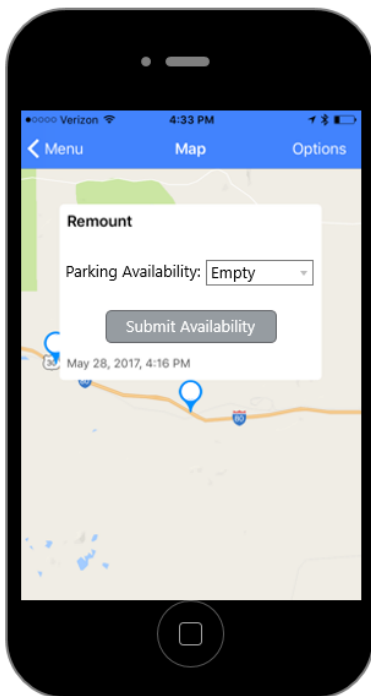 Verizon 4:33 PM
Menu Map Options
Remount
Parking Availability: Empty
Submit Availability
30 May 28, 2017, 4:16 PM
80
80